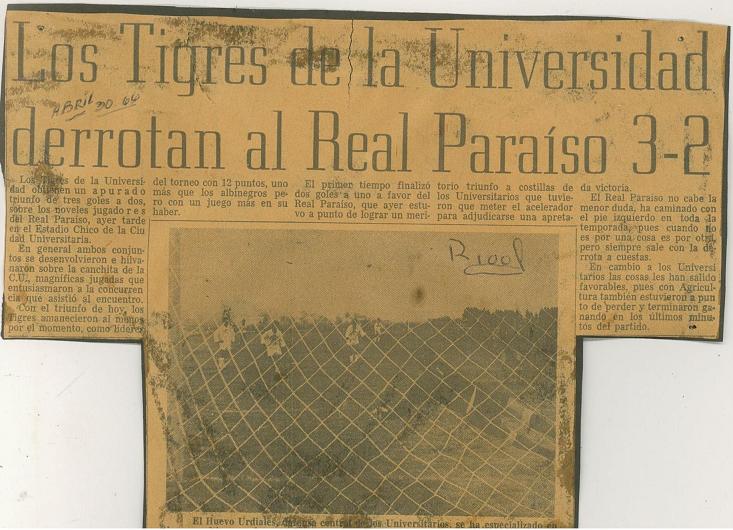 Los Tigres de la Universidad
ABRIL 30 66
derrotan al Real Paraíso 3-2
Los Tigres de la Universi-
dad obtienen un apurado
triunfo de tres goles a dos,
sobre los noveles jugadores
del Real Paraíso, ayer tarde
en el Estadio Chico de la Ciu
dad Universitaria.
En general ambos conjun-
tos se desenvolvieron e hilva-
naron sobre la canchita de la
C.U., magníficas jugadas que
entusiasmaron a la concurren
cia que asistió al encuentro.
Con el triunfo de hoy, los
Tigres amanecieron al menos
por el momento, como líderes
del torneo con 12 puntos, uno
más que los albinegros pe-
ro con un juego más en su
haber.
El primer tiempo finalizó
dos goles a uno a favor del
Real Paraíso, que ayer estu-
vo a punto de lograr un meri-
torio triunfo a costillas de
los Universitarios que tuvie-
ron que meter el acelerador
para adjudicarse una apreta-
da victoria.
El Real Paraíso no cabe la
menor duda, ha caminado con
el pie izquierdo en toda la
temporada, pues cuando no
es por una cosa es por otra,
pero siempre sale con la de-
rrota a cuestas.
En cambio a los Universi
tarios las cosas les han salido
favorables, pues con Agricul-
tura también estuvieron a pun
to de perder y terminaron ga-
nando en los últimos minu-
tos del partido.
El Huevo Urdiales, defensa central de los Universitarios, se ha especializado en